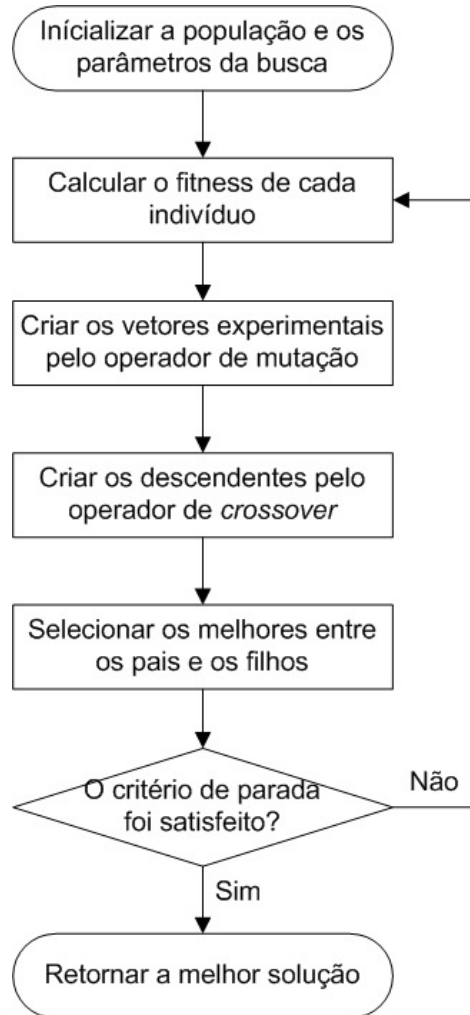 Inícializar a população e os
parâmetros da busca
Calcular o fitness de cada
indivíduo
Criar os vetores experimentais
pelo operador de mutação
Criar os descendentes pelo
operador de crossover
Selecionar os melhores entre
os pais e os filhos
O critério de parada
foi satisfeito?
Não
Sim
Retornar a melhor solução